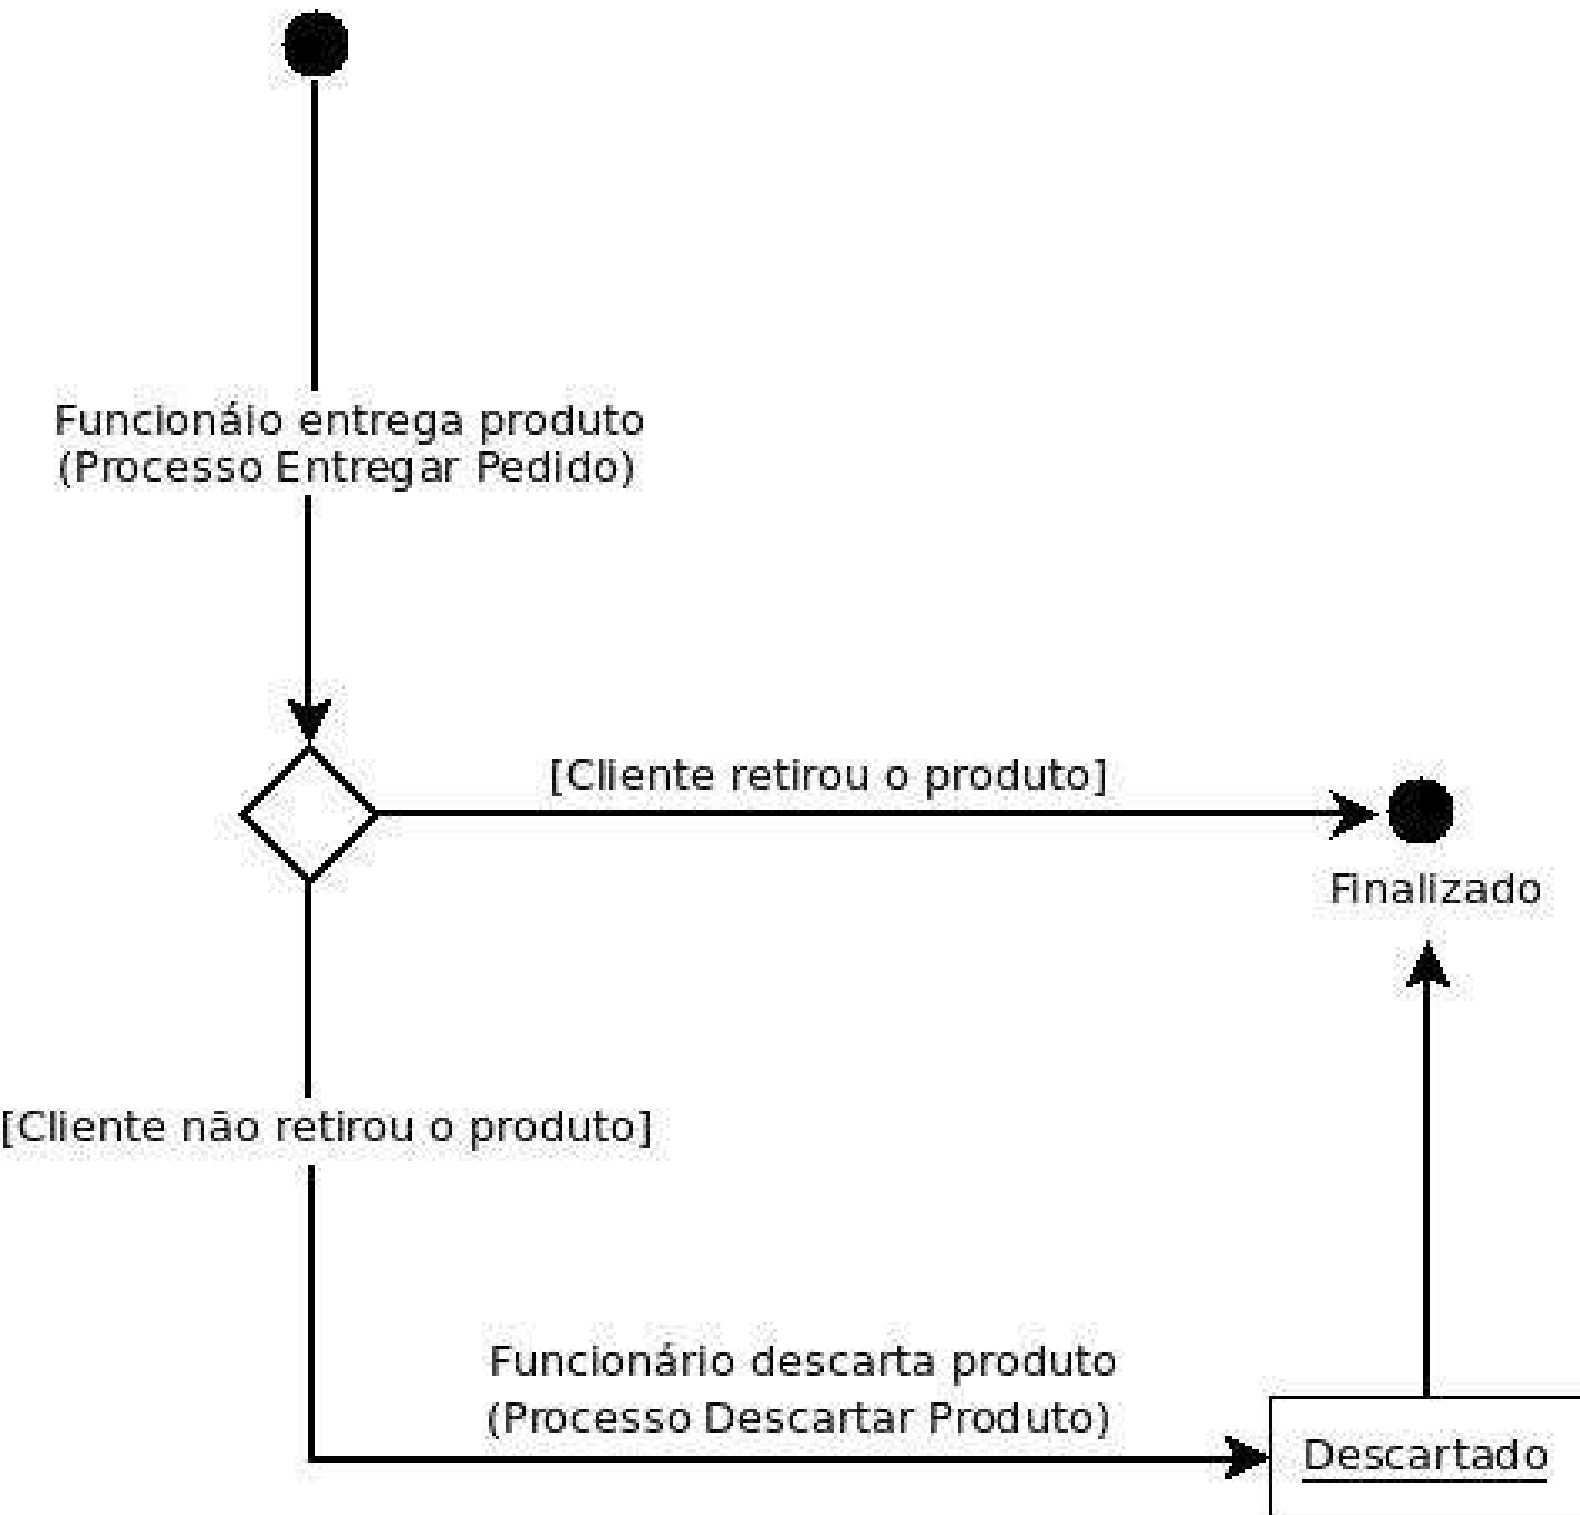 Funcionáio entrega produto
(Processo Entregar Pedido)
[Cliente retirou o produto]
Finalizado
[Cliente não retirou o produto]
Funcionário descarta produto
(Processo Descartar Produto)
Descartado